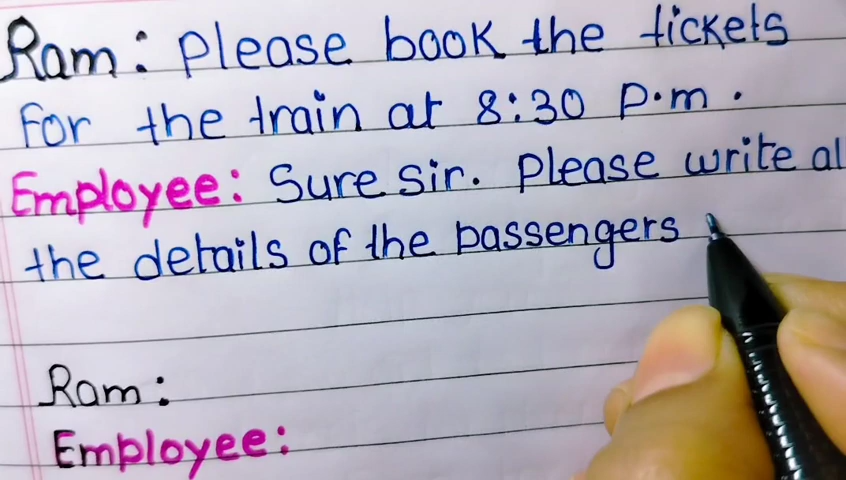 Ram: Please book the tickets
for the train at 8:30 P.m.
Employee: Sure sir. Please write al
the details of the passengers
Ram:
Employee: